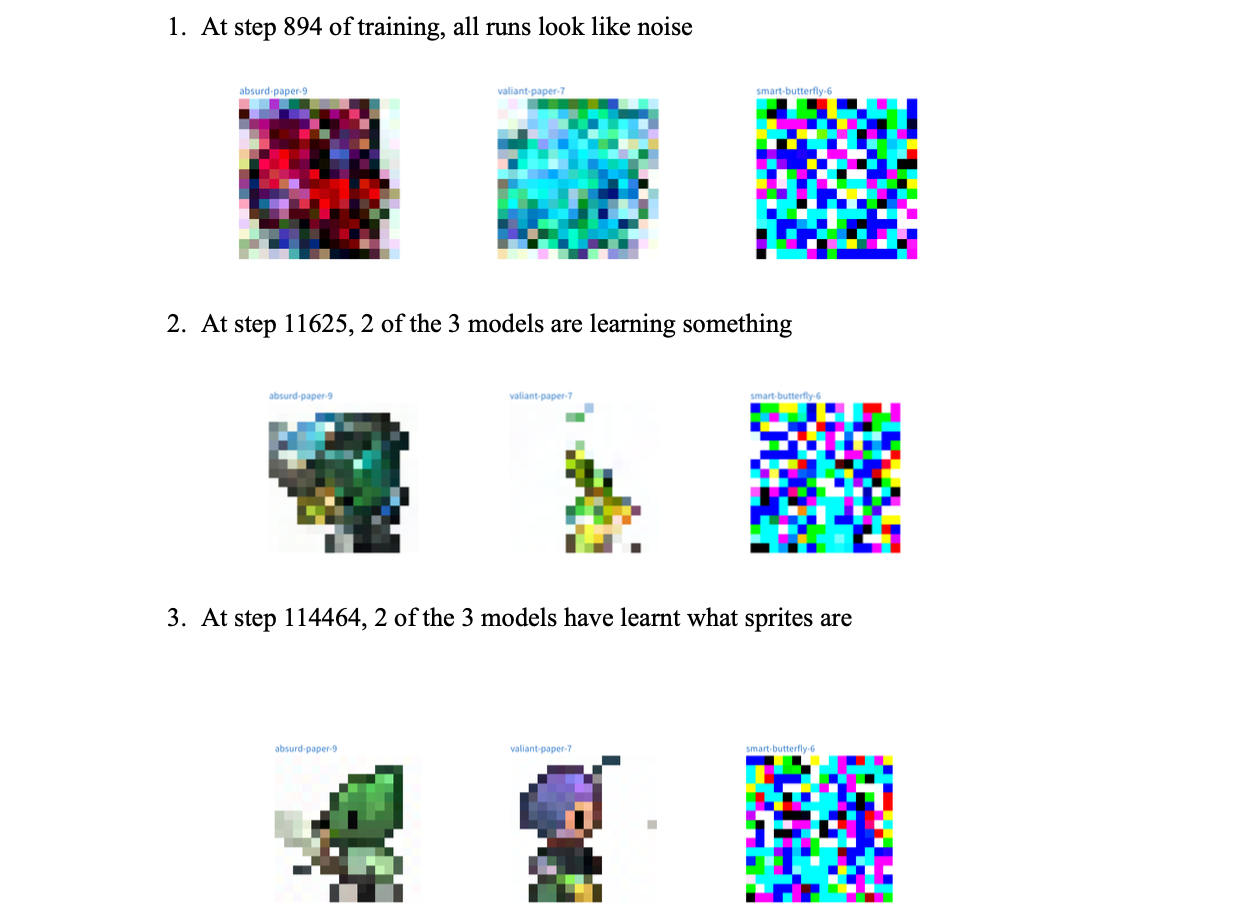 1. At step 894 of training, all runs look like noise
absurd-paper-9
valiant-paper-7
smart-butterfly-6
2. At step 11625, 2 of the 3 models are learning something
absurd-paper-9
valiant-paper-7
smart-butterfly-6
3. At step 114464, 2 of the 3 models have learnt what sprites are
absurd-paper-9
valiant-paper-7
smart-butterfly-6